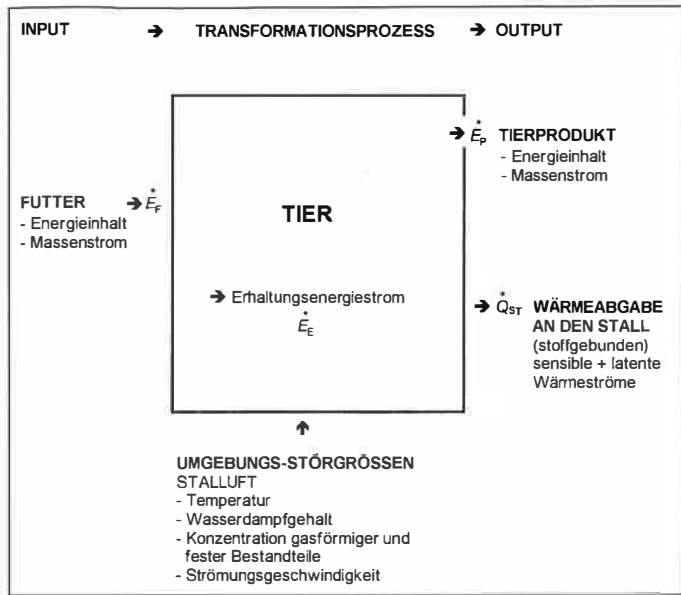 INPUT → TRANSFORMATIONSPROZESS → OUTPUT
→ Ėₚ TIERPRODUKT
- Energieinhalt
- Massenstrom
FUTTER → Ė_F
- Energieinhalt
- Massenstrom
TIER
→ Erhaltungsenergiestrom
Ė_E
→ Q̇_ST WÄRMEABGABE
AN DEN STALL
(stoffgebunden)
sensible + latente
Wärmeströme
UMGEBUNGS-STÖRGRÖSSEN
STALLUFT
- Temperatur
- Wasserdampfgehalt
- Konzentration gasförmiger und
fester Bestandteile
- Strömungsgeschwindigkeit